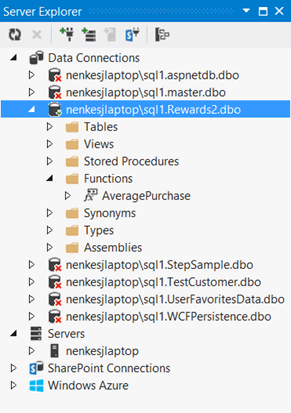 Server Explorer
Data Connections
nenkesjlaptop\sql1.aspnetdb.dbo
nenkesjlaptop\sql1.master.dbo
nenkesjlaptop\sql1.Rewards2.dbo
Tables
Views
Stored Procedures
Functions
AveragePurchase
Synonyms
Types
Assemblies
nenkesjlaptop\sql1.StepSample.dbo
nenkesjlaptop\sql1.TestCustomer.dbo
nenkesjlaptop\sql1.UserFavoritesData.dbo
nenkesjlaptop\sql1.WCFPersistence.dbo
Servers
nenkesjlaptop
SharePoint Connections
Windows Azure